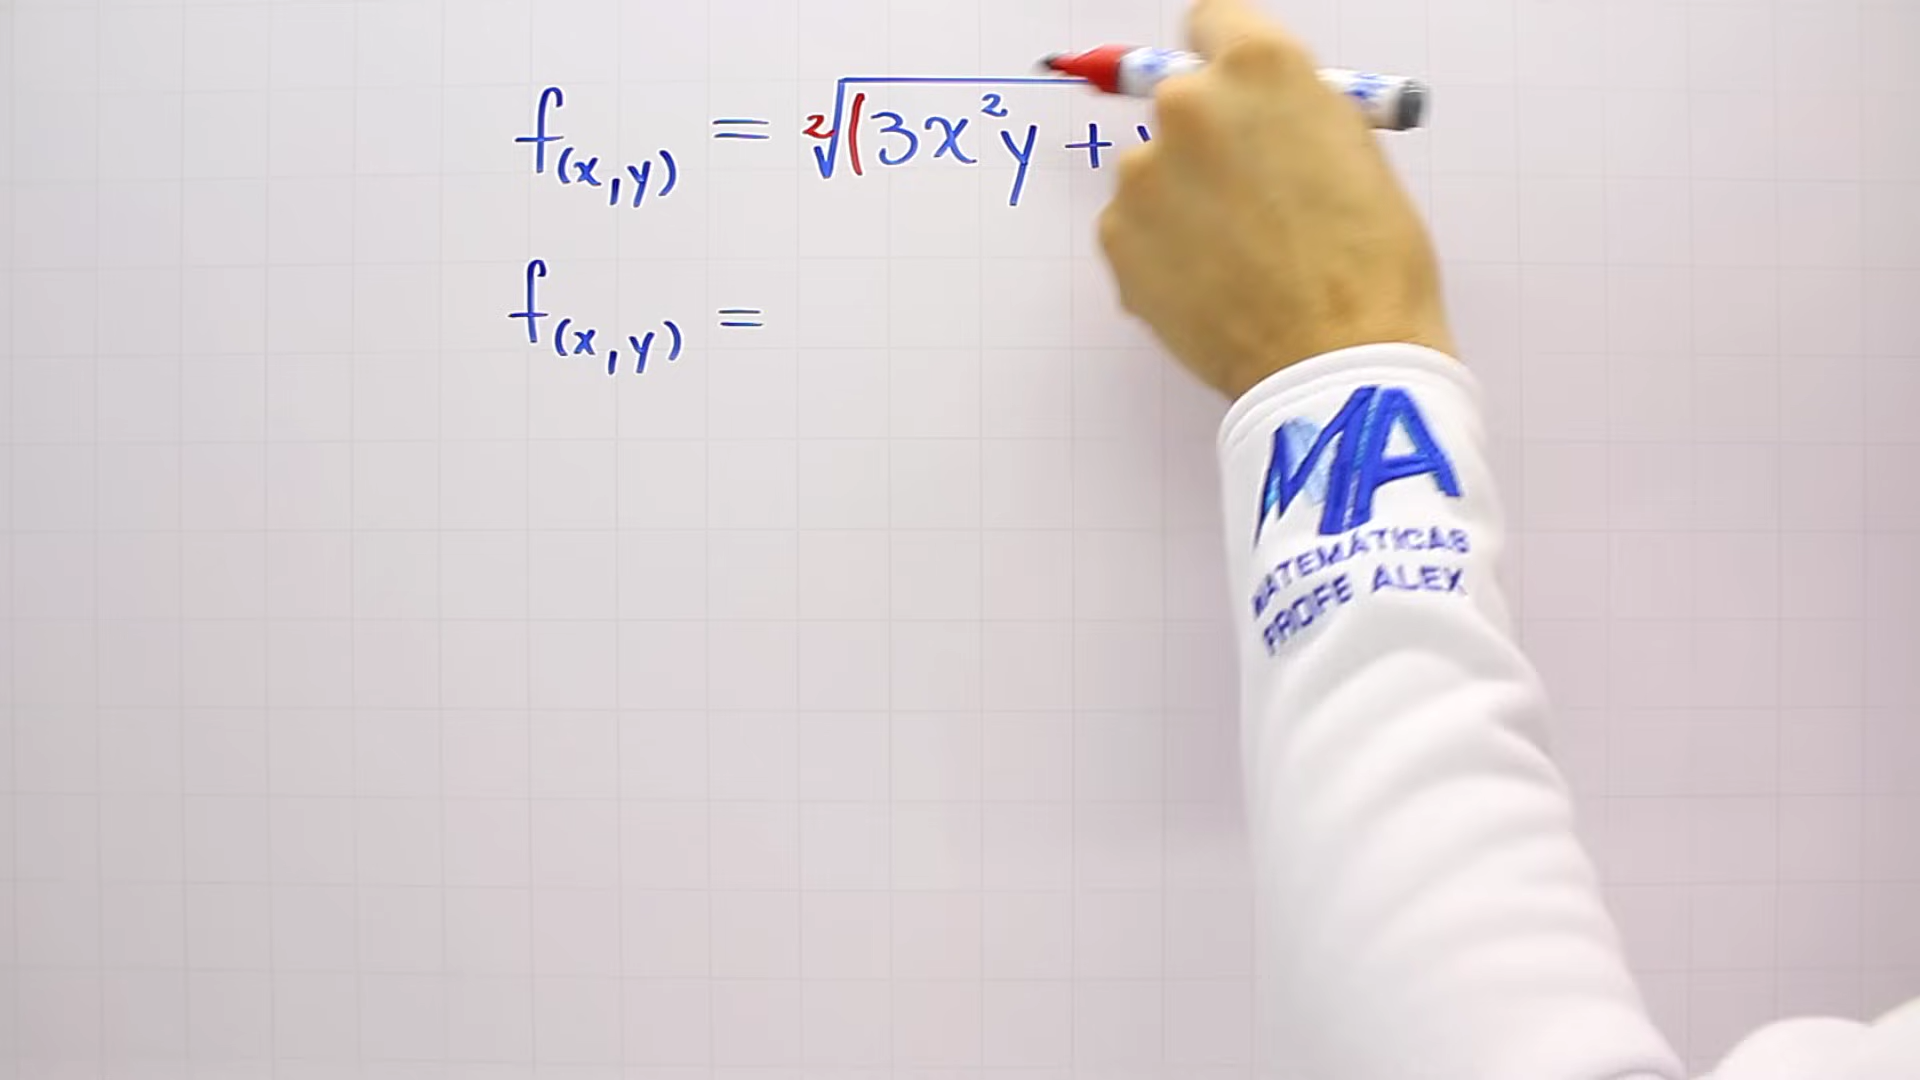 f(x,y) = ²√(3x²y +
f(x,y) =
MA
MATEMÁTICAS
PROFE ALEX